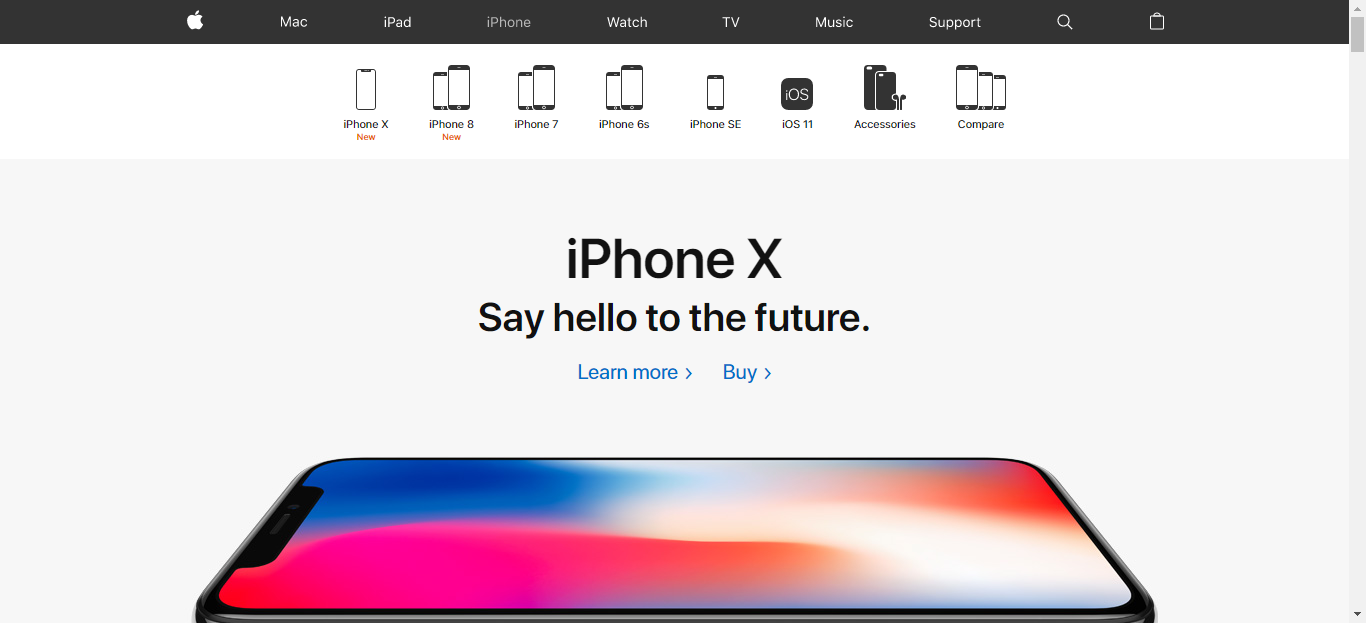 Mac iPad iPhone Watch TV Music Support
iOS
iPhone X iPhone 8 iPhone 7 iPhone 6s iPhone SE iOS 11 Accessories Compare
New New
iPhone X
Say hello to the future.
Learn more > Buy >